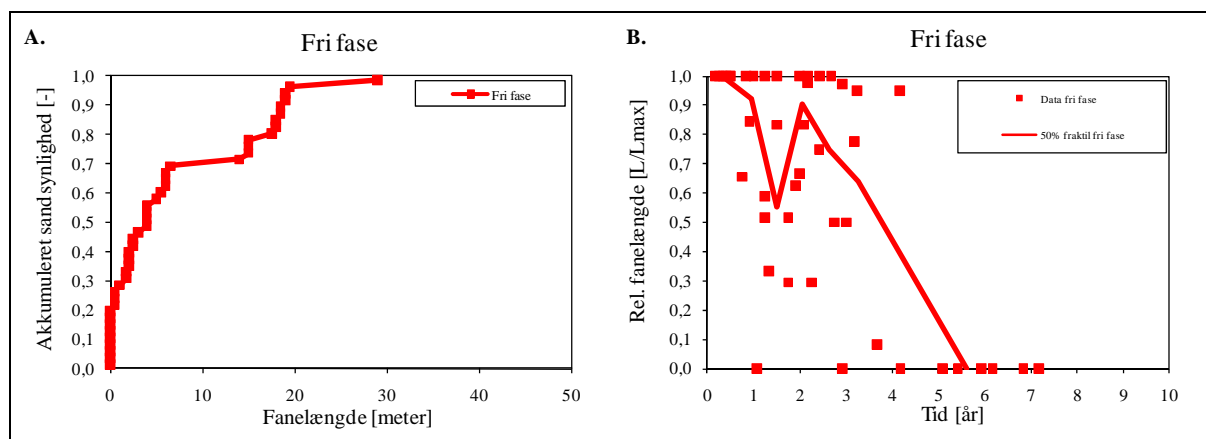 A.
Fri fase
Akkumuleret sandsynlighed [-]
1,0
0,9
0,8
0,7
0,6
0,5
0,4
0,3
0,2
0,1
0,0
Fri fase
0 10 20 30 40 50
Fanelængde [meter]
B.
Fri fase
Rel. fanelængde [L/Lmax]
1,0
0,9
0,8
0,7
0,6
0,5
0,4
0,3
0,2
0,1
0,0
Data fri fase
50% fraktil fri fase
0 1 2 3 4 5 6 7 8 9 10
Tid [år]